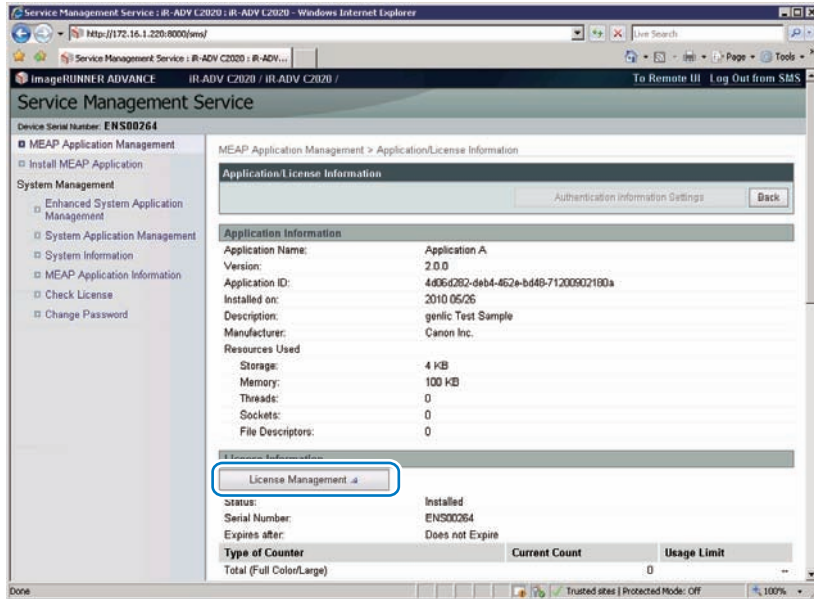 Service Management Service : iR-ADV C2020 : iR-ADV C2020 - Windows Internet Explorer
http://172.16.1.220:8000/sms/
Live Search
Service Management Service : iR-ADV C2020 : iR-ADV...
Page
Tools
imageRUNNER ADVANCE iR-ADV C2020 / iR-ADV C2020 /
To Remote UI Log Out from SMS
Service Management Service
Device Serial Number: ENS00264
MEAP Application Management
Install MEAP Application
System Management
Enhanced System Application
Management
System Application Management
System Information
MEAP Application Information
Check License
Change Password
MEAP Application Management > Application/License Information
Application/License Information
Authentication Information Settings
Back
Application Information
Application Name: Application A
Version: 2.0.0
Application ID: 4d06d282-deb4-462e-bd48-71200902180a
Installed on: 2010 05/26
Description: genlic Test Sample
Manufacturer: Canon Inc.
Resources Used
Storage: 4 KB
Memory: 100 KB
Threads: 0
Sockets: 0
File Descriptors: 0
License Information
License Management
Status: Installed
Serial Number: ENS00264
Expires after: Does not Expire
Type of Counter Current Count Usage Limit
Total (Full Color/Large) 0 --
Done
Trusted sites | Protected Mode: Off
100%